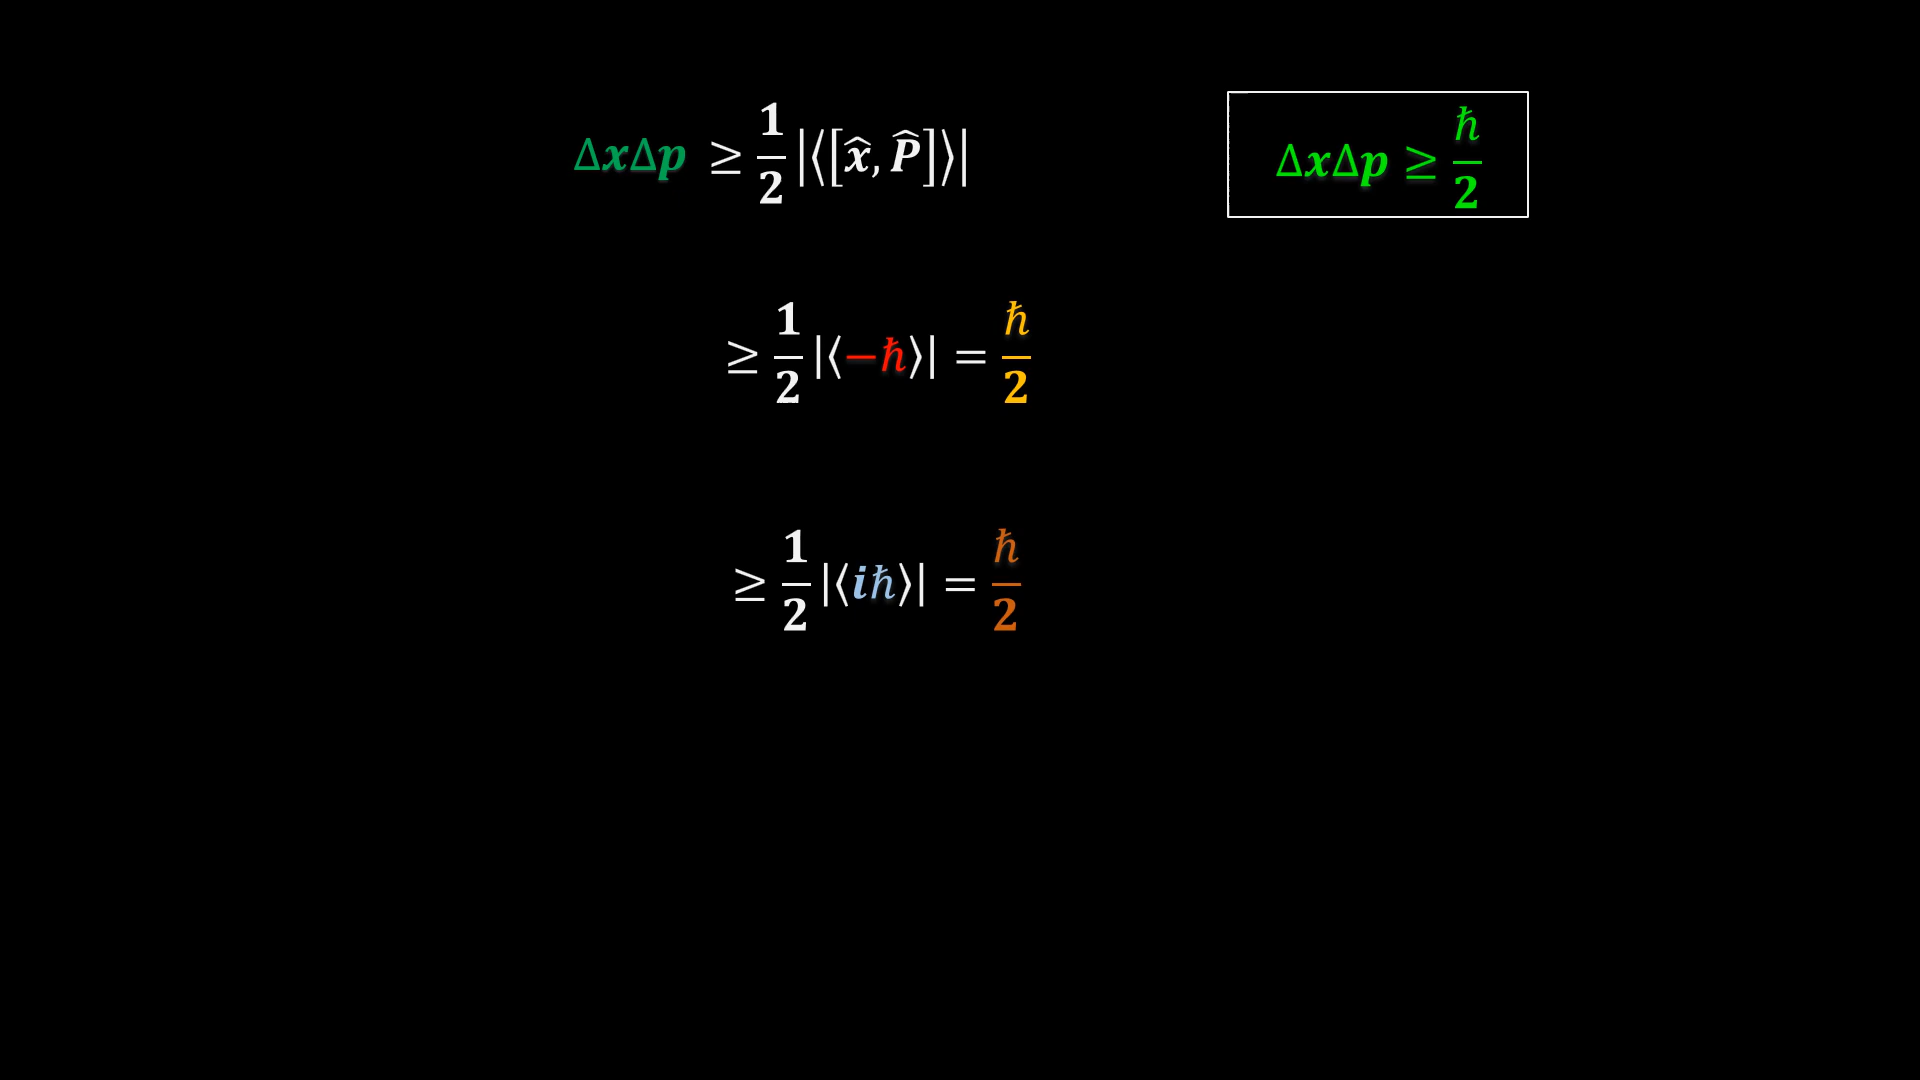 Δ𝒙Δ𝒑 ≥ 𝟏/𝟐 |⟨[𝒙̂, 𝑷̂]⟩|
Δ𝒙Δ𝒑 ≥ ℏ/𝟐
≥ 𝟏/𝟐 |⟨−ℏ⟩| = ℏ/𝟐
≥ 𝟏/𝟐 |⟨𝒊ℏ⟩| = ℏ/𝟐